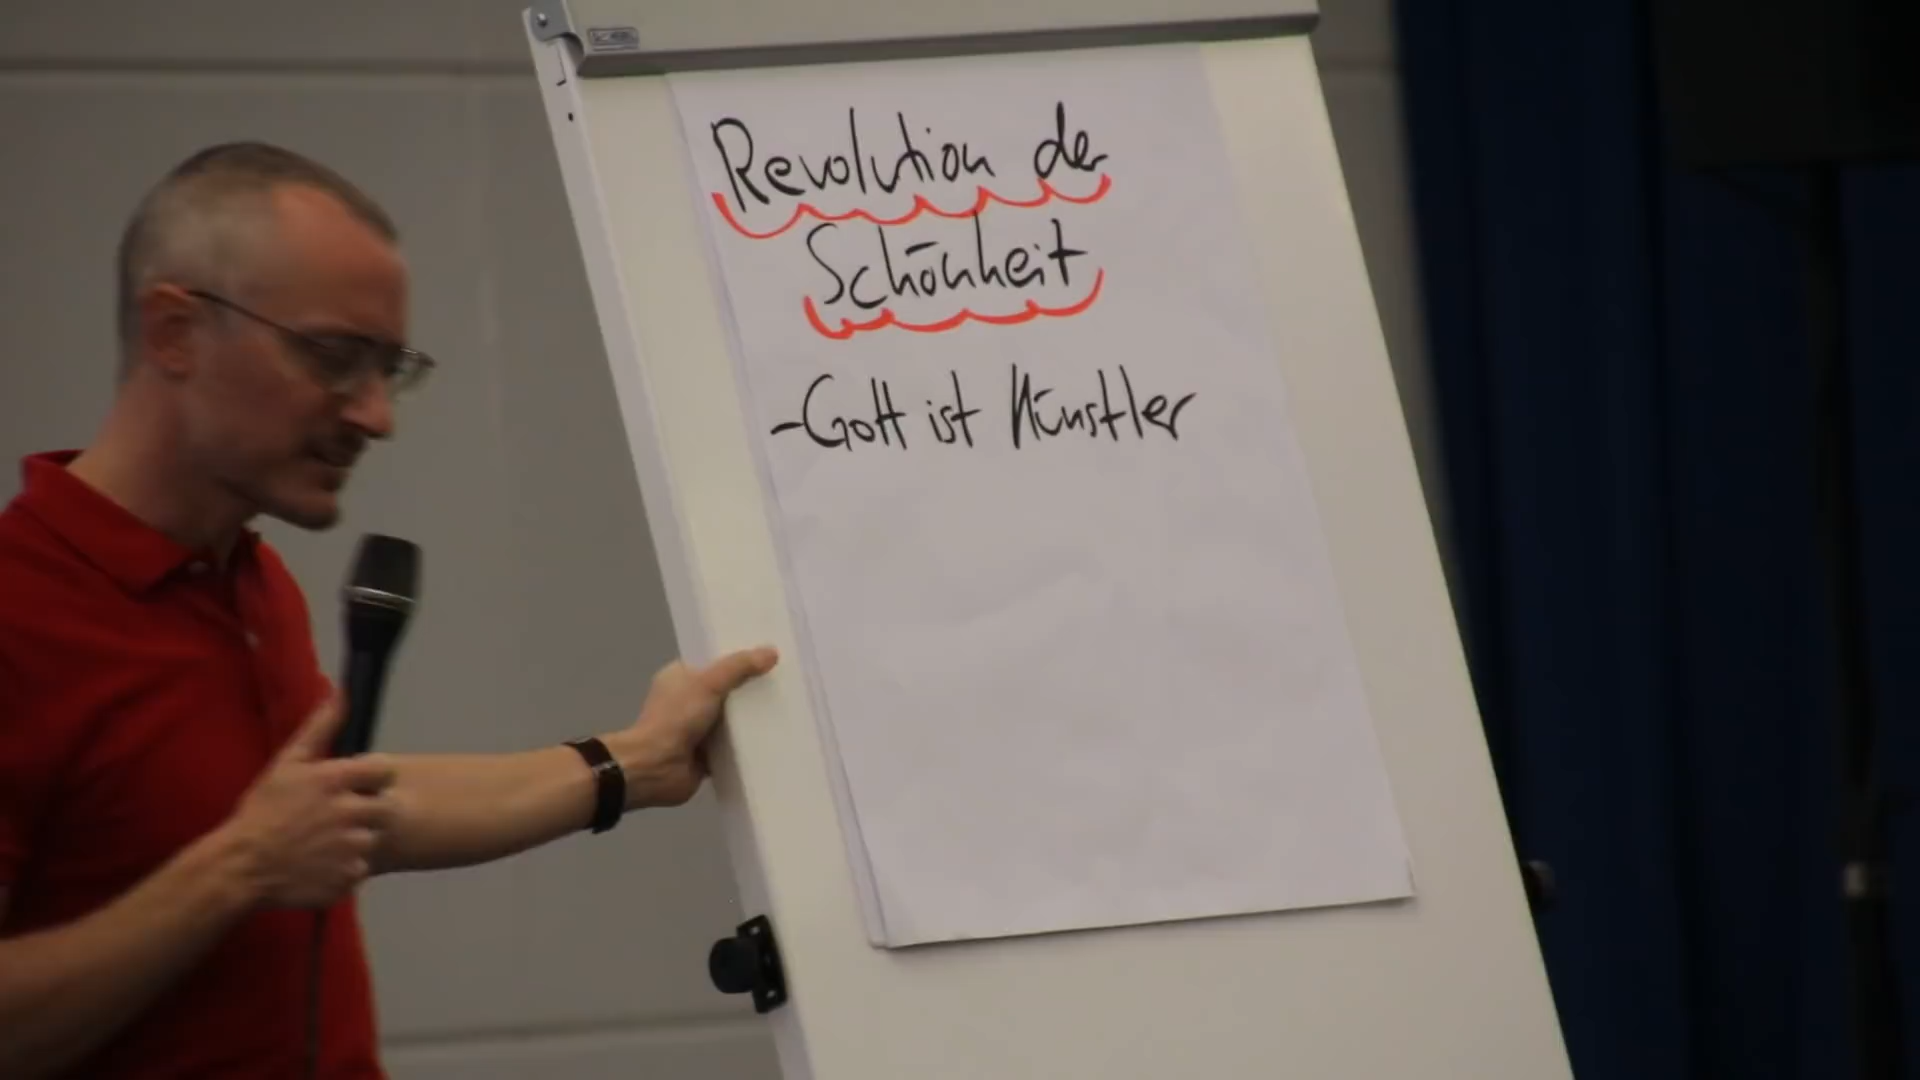 Revolution der
Schönheit
- Gott ist Künstler